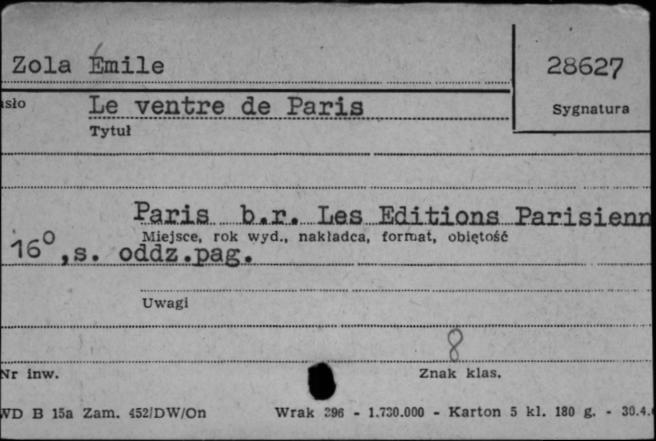 Zola Émile
28627
asło
Le ventre de Paris
Sygnatura
Tytuł
Paris b.r. Les Editions Parisienn
Miejsce, rok wyd., nakładca, format, objętość
16⁰,s. oddz.pag.
Uwagi
8
Nr inw.
Znak klas.
WD B 15a Zam. 452/DW/On Wrak 396 - 1.730.000 - Karton 5 kl. 180 g. - 30.4.